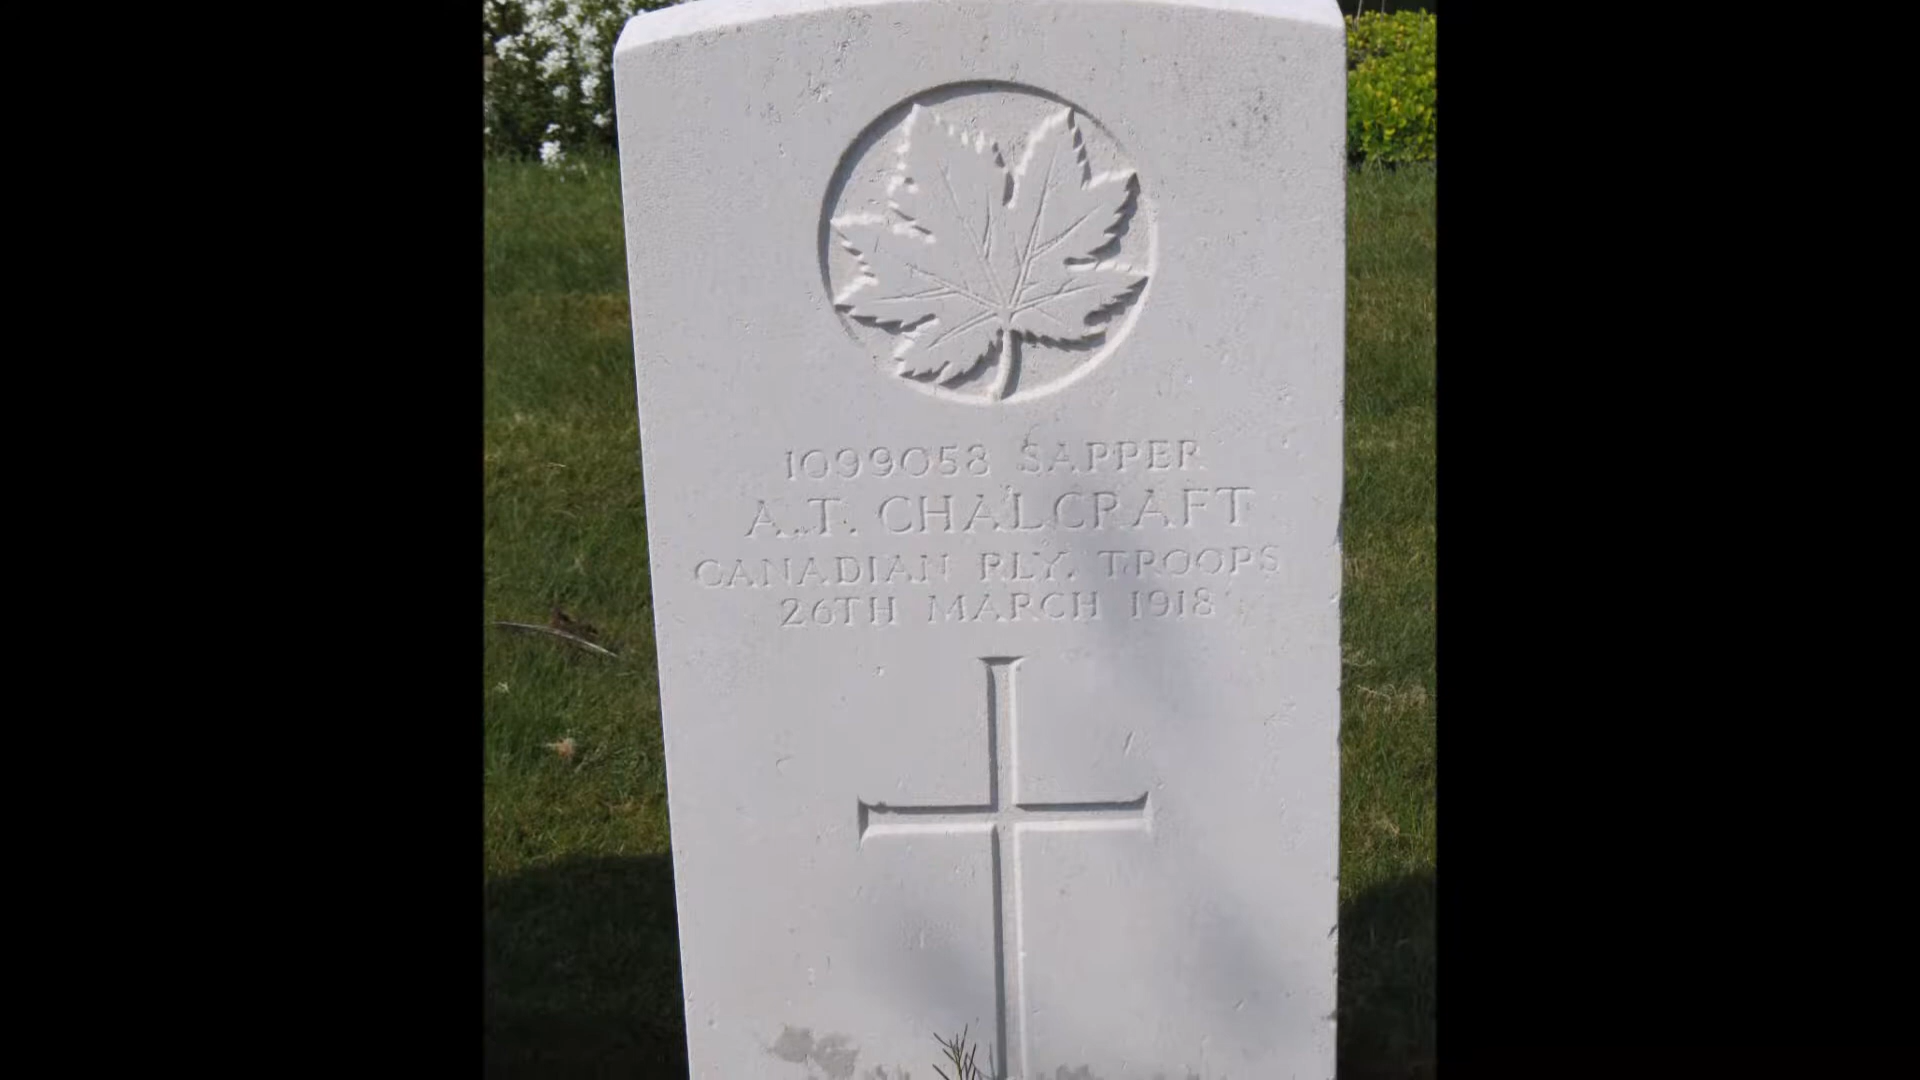 1099058 SAPPER
A.T. CHALCRAFT
CANADIAN RLY. TROOPS
26TH MARCH 1918